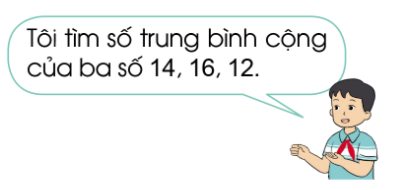 Tôi tìm số trung bình cộng
của ba số 14, 16, 12.